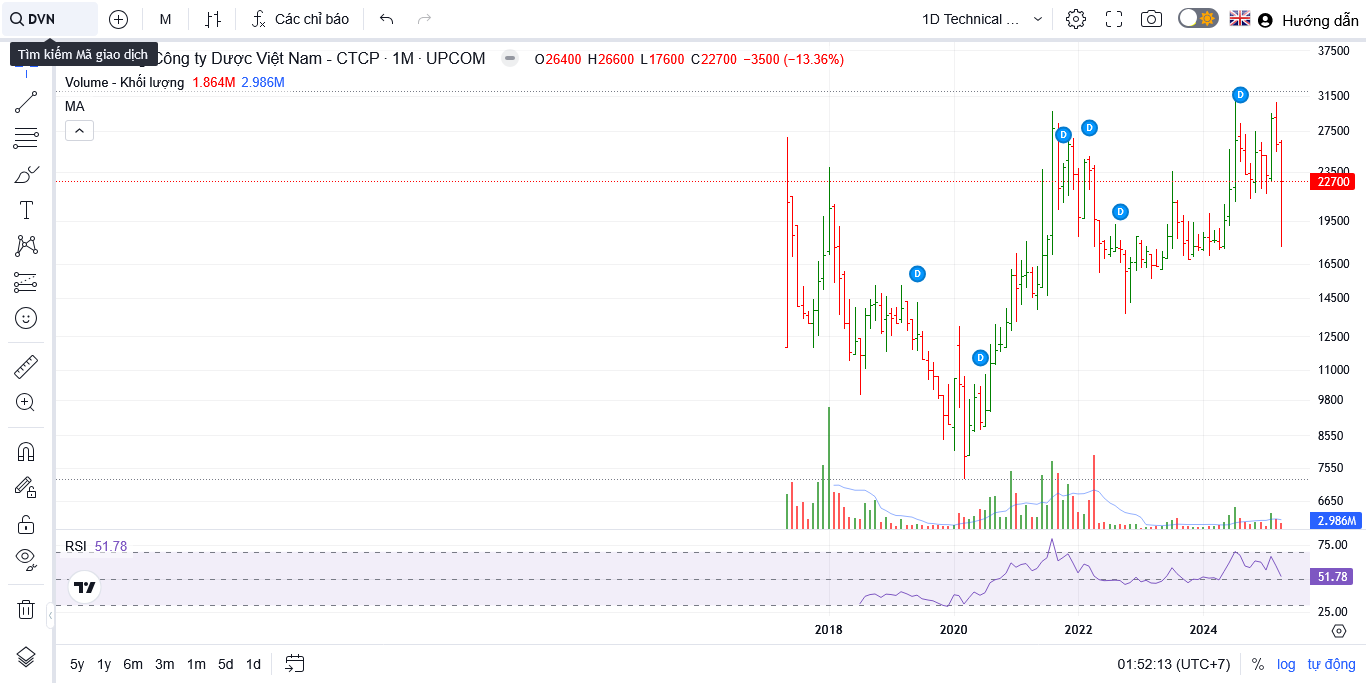 DVN
M
Các chỉ báo
1D Technical ...
Hướng dẫn
Tìm kiếm Mã giao dịch
Công ty Dược Việt Nam - CTCP · 1M · UPCOM
O26400 H26600 L17600 C22700 −3500 (−13.36%)
Volume - Khối lượng 1.864M 2.986M
MA
37500
31500
27500
23500
22700
19500
16500
14500
12500
11000
9800
8550
7550
6650
2.986M
D
D
D
D
D
D
D
RSI 51.78
75.00
51.78
25.00
2018
2020
2022
2024
5y 1y 6m 3m 1m 5d 1d
01:52:13 (UTC+7)
% log tự động